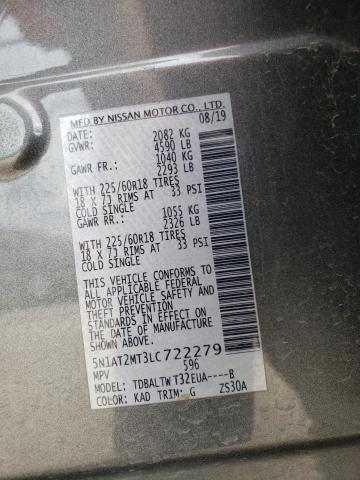 MFD BY NISSAN MOTOR CO., LTD.
DATE: 08/19
GVWR: 2082 KG
4590 LB
GAWR FR.: 1040 KG
2293 LB
WITH 225/60R18 TIRES
18 X 7J RIMS AT 33 PSI
COLD SINGLE
GAWR RR.: 1055 KG
2326 LB
WITH 225/60R18 TIRES
18 X 7J RIMS AT 33 PSI
COLD SINGLE
THIS VEHICLE CONFORMS TO
ALL APPLICABLE FEDERAL
MOTOR VEHICLE SAFETY AND
THEFT PREVENTION
STANDARDS IN EFFECT ON
THE DATE OF MANUFACTURE
SHOWN ABOVE.
5N1AT2MT3LC722279
MPV 596
MODEL: TDBALTWT32EUA----B
COLOR: KAD TRIM: G ZS30A